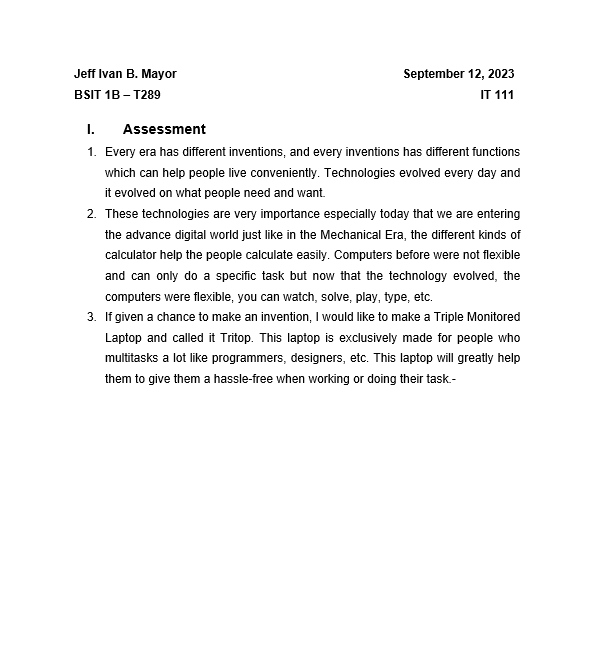 Jeff Ivan B. Mayor September 12, 2023
BSIT 1B – T289 IT 111
I. Assessment
1. Every era has different inventions, and every inventions has different functions
which can help people live conveniently. Technologies evolved every day and
it evolved on what people need and want.
2. These technologies are very importance especially today that we are entering
the advance digital world just like in the Mechanical Era, the different kinds of
calculator help the people calculate easily. Computers before were not flexible
and can only do a specific task but now that the technology evolved, the
computers were flexible, you can watch, solve, play, type, etc.
3. If given a chance to make an invention, I would like to make a Triple Monitored
Laptop and called it Tritop. This laptop is exclusively made for people who
multitasks a lot like programmers, designers, etc. This laptop will greatly help
them to give them a hassle-free when working or doing their task.-